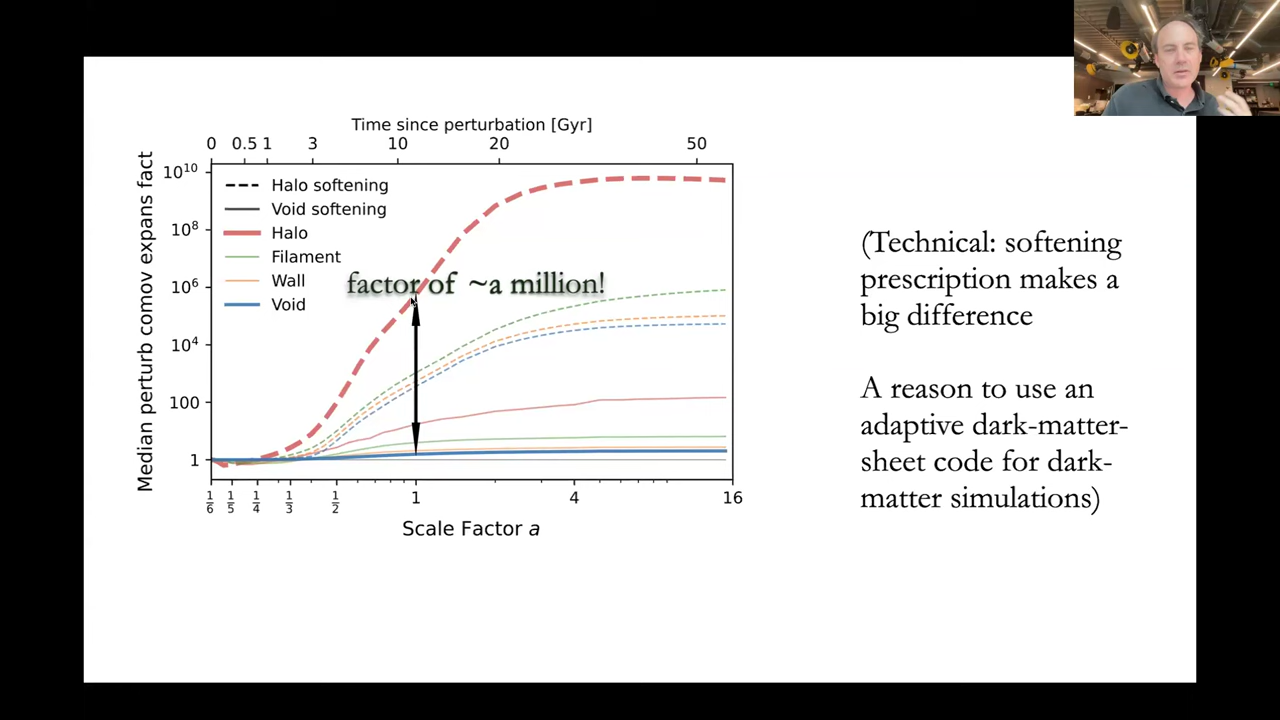 Time since perturbation [Gyr]
0 0.5 1 3 10 20 50
Median perturb comov expans fact
10^10
10^8
10^6
10^4
100
1
Halo softening
Void softening
Halo
Filament
Wall
Void
factor of ~a million!
1/6 1/5 1/4 1/3 1/2 1 4 16
Scale Factor a
(Technical: softening
prescription makes a
big difference
A reason to use an
adaptive dark-matter-
sheet code for dark-
matter simulations)